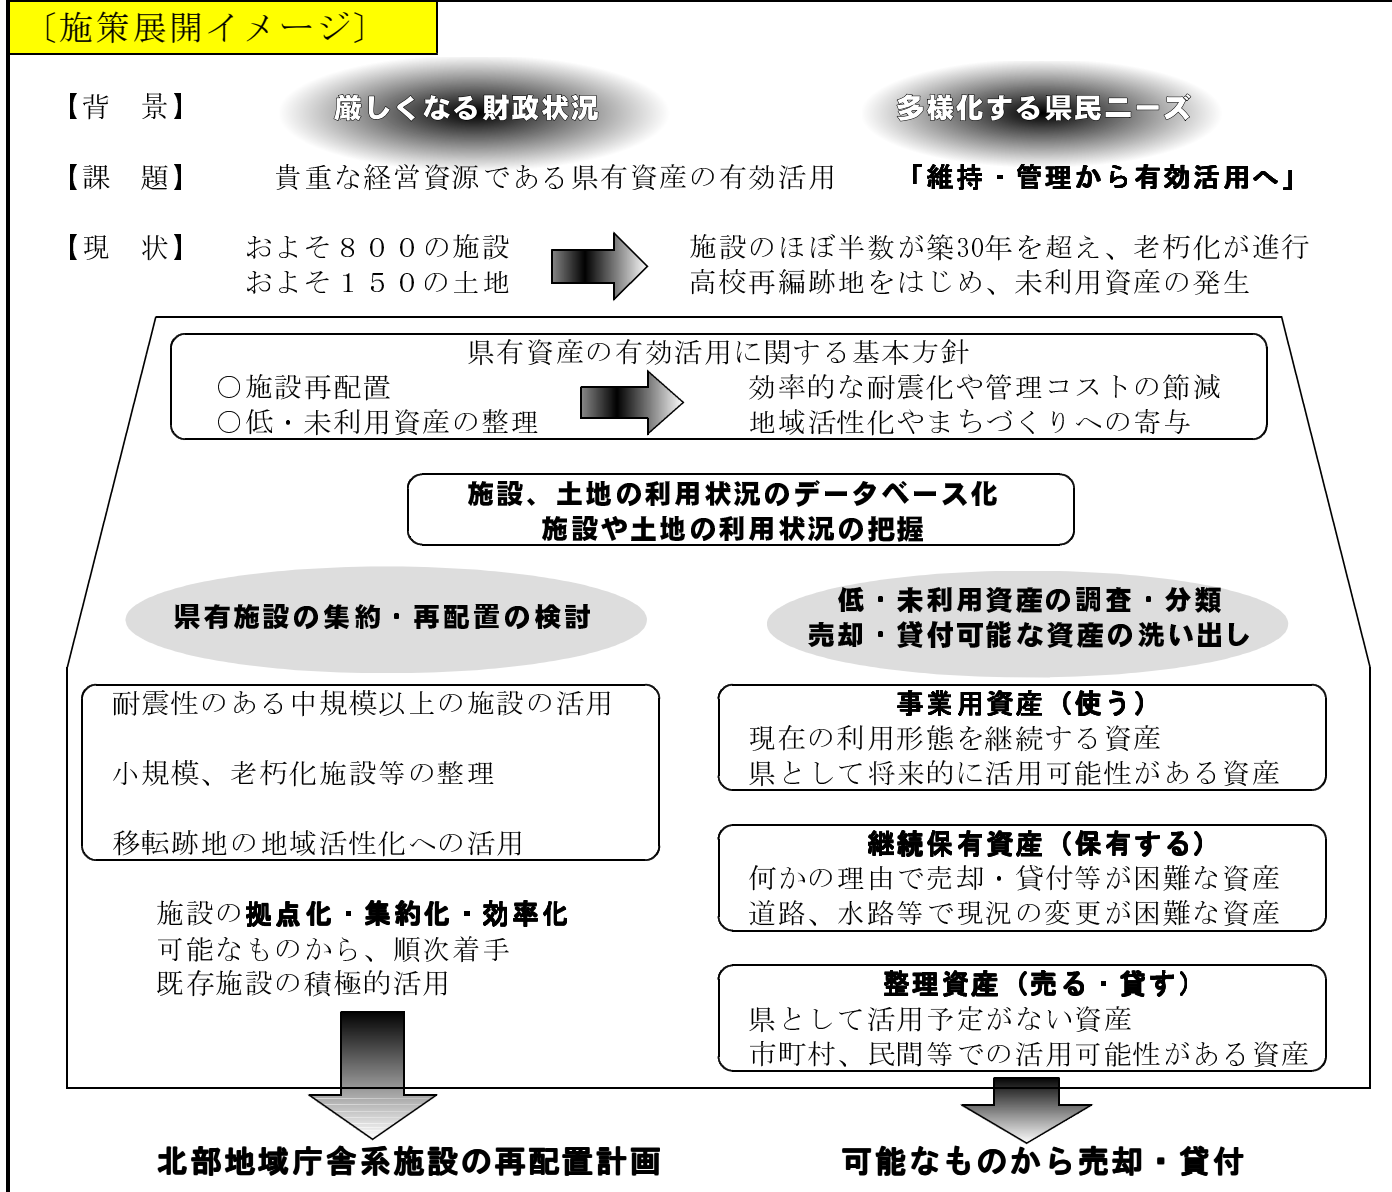 〔施策展開イメージ〕
【背　景】 厳しくなる財政状況 多様化する県民ニーズ
【課　題】 貴重な経営資源である県有資産の有効活用 「維持・管理から有効活用へ」
【現　状】 およそ８００の施設 施設のほぼ半数が築30年を超え、老朽化が進行
およそ１５０の土地 高校再編跡地をはじめ、未利用資産の発生
県有資産の有効活用に関する基本方針
○施設再配置 効率的な耐震化や管理コストの節減
○低・未利用資産の整理 地域活性化やまちづくりへの寄与
施設、土地の利用状況のデータベース化
施設や土地の利用状況の把握
県有施設の集約・再配置の検討
耐震性のある中規模以上の施設の活用
小規模、老朽化施設等の整理
移転跡地の地域活性化への活用
施設の拠点化・集約化・効率化
可能なものから、順次着手
既存施設の積極的活用
北部地域庁舎系施設の再配置計画
低・未利用資産の調査・分類
売却・貸付可能な資産の洗い出し
事業用資産（使う）
現在の利用形態を継続する資産
県として将来的に活用可能性がある資産
継続保有資産（保有する）
何かの理由で売却・貸付等が困難な資産
道路、水路等で現況の変更が困難な資産
整理資産（売る・貸す）
県として活用予定がない資産
市町村、民間等での活用可能性がある資産
可能なものから売却・貸付